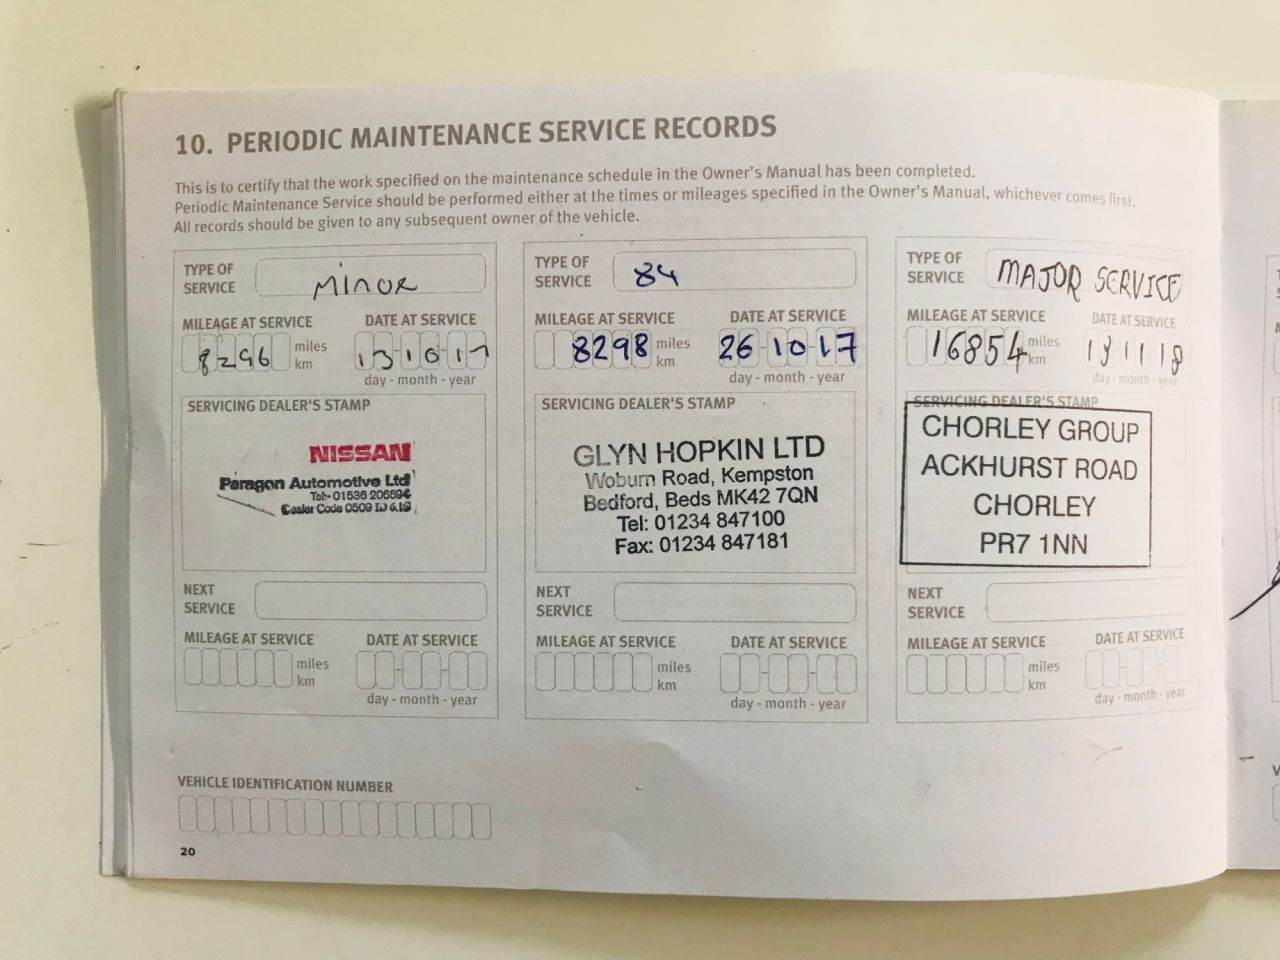 10. PERIODIC MAINTENANCE SERVICE RECORDS
This is to certify that the work specified on the maintenance schedule in the Owner's Manual has been completed.
Periodic Maintenance Service should be performed either at the times or mileages specified in the Owner's Manual, whichever comes first.
All records should be given to any subsequent owner of the vehicle.
TYPE OF
SERVICE
Minor
MILEAGE AT SERVICE
DATE AT SERVICE
8296 miles
km
13-10-17
day - month - year
SERVICING DEALER'S STAMP
NISSAN
Paragon Automotive Ltd
Tel:- 01536 206694
Dealer Code 0509
NEXT
SERVICE
MILEAGE AT SERVICE
DATE AT SERVICE
miles
km
day - month - year
TYPE OF
SERVICE
84
MILEAGE AT SERVICE
DATE AT SERVICE
8298 miles
km
26-10-17
day - month - year
SERVICING DEALER'S STAMP
GLYN HOPKIN LTD
Woburn Road, Kempston
Bedford, Beds MK42 7QN
Tel: 01234 847100
Fax: 01234 847181
NEXT
SERVICE
MILEAGE AT SERVICE
DATE AT SERVICE
miles
km
day - month - year
TYPE OF
SERVICE
MAJOR SERVICE
MILEAGE AT SERVICE
DATE AT SERVICE
16854 miles
km
131118
day - month - year
SERVICING DEALER'S STAMP
CHORLEY GROUP
ACKHURST ROAD
CHORLEY
PR7 1NN
NEXT
SERVICE
MILEAGE AT SERVICE
DATE AT SERVICE
miles
km
day - month - year
VEHICLE IDENTIFICATION NUMBER
20